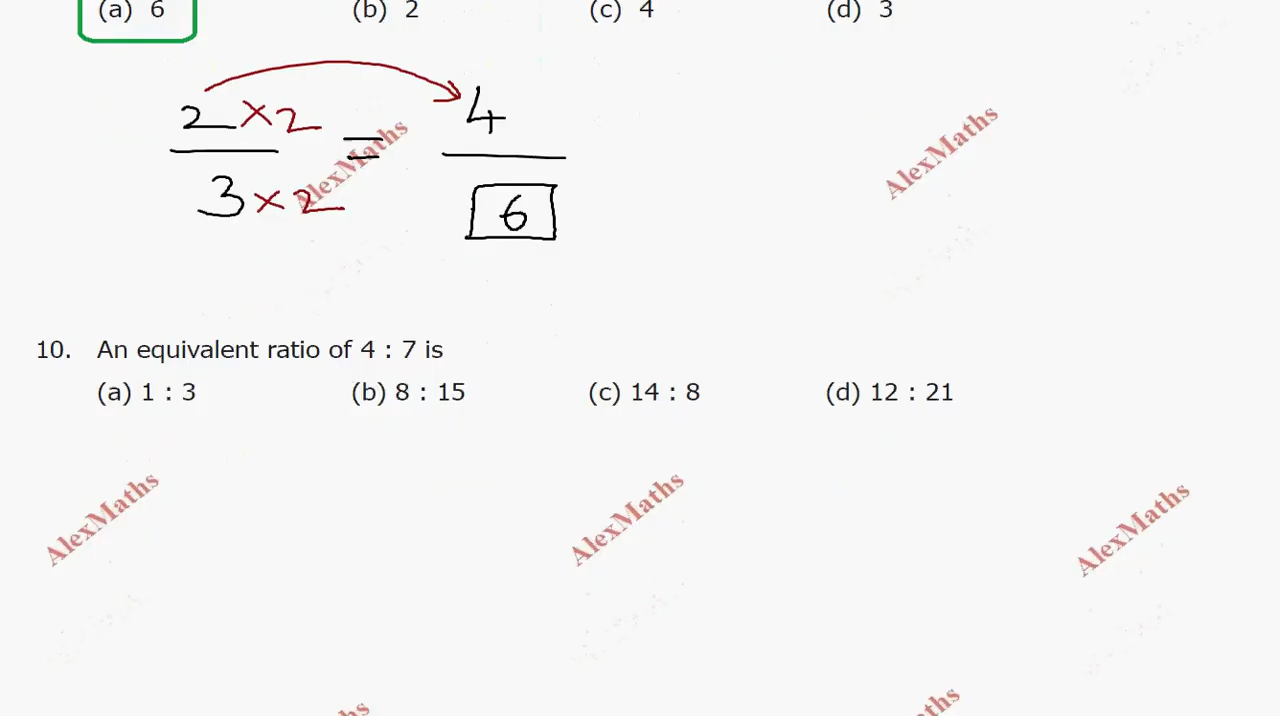 (a) 6 (b) 2 (c) 4 (d) 3
2 ×2 = 4
3 ×2 6
AlexMaths
AlexMaths
10. An equivalent ratio of 4 : 7 is
(a) 1 : 3 (b) 8 : 15 (c) 14 : 8 (d) 12 : 21
AlexMaths
AlexMaths
AlexMaths